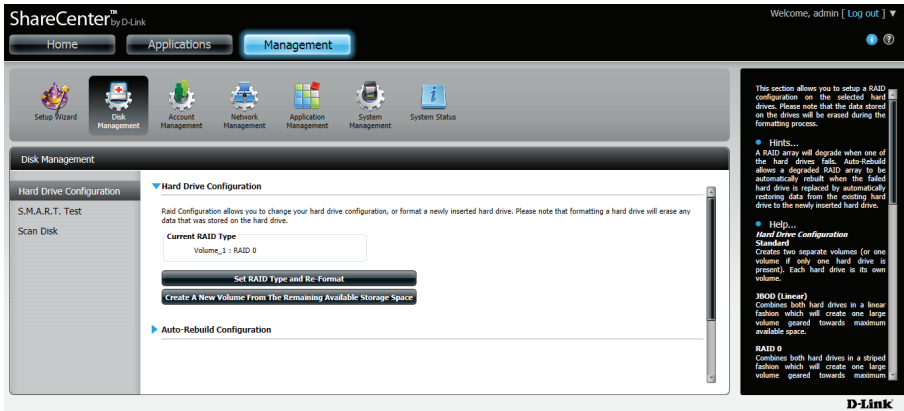 ShareCenter™ by D-Link
Welcome, admin [ Log out ] ▼
Home
Applications
Management
Setup Wizard
Disk
Management
Account
Management
Network
Management
Application
Management
System
Management
System Status
Disk Management
Hard Drive Configuration
S.M.A.R.T. Test
Scan Disk
Hard Drive Configuration
Raid Configuration allows you to change your hard drive configuration, or format a newly inserted hard drive. Please note that formatting a hard drive will erase any
data that was stored on the hard drive.
Current RAID Type
Volume_1 : RAID 0
Set RAID Type and Re-Format
Create A New Volume From The Remaining Available Storage Space
Auto-Rebuild Configuration
This section allows you to setup a RAID
configuration on the selected hard
drives. Please note that the data stored
on the drives will be erased during the
formatting process.
Hints...
A RAID array will degrade when one of
the hard drives fails. Auto-Rebuild
allows a degraded RAID array to be
automatically rebuilt when the failed
hard drive is replaced by automatically
restoring data from the existing hard
drive to the newly inserted hard drive.
Help...
Hard Drive Configuration
Standard
Creates two separate volumes (or one
volume if only one hard drive is
present). Each hard drive is its own
volume.
JBOD (Linear)
Combines both hard drives in a linear
fashion which will create one large
volume geared towards maximum
available space.
RAID 0
Combines both hard drives in a striped
fashion which will create one large
volume geared towards maximum
D-Link